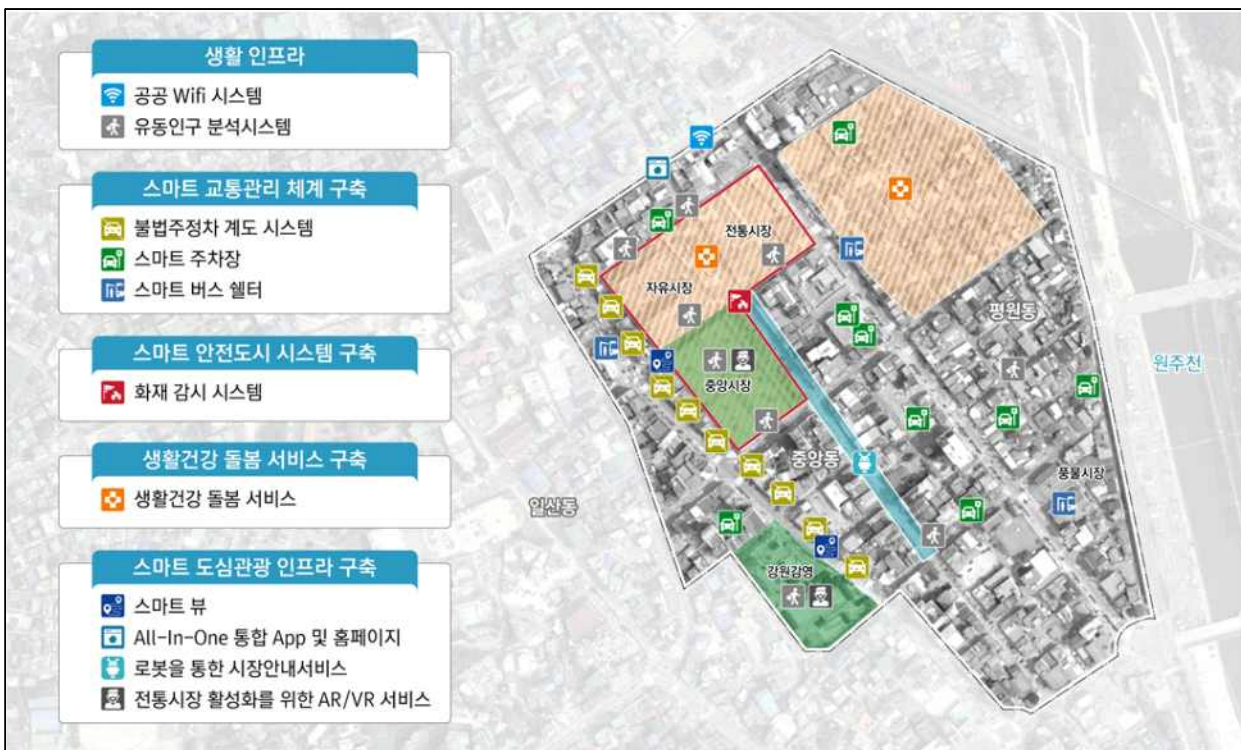 생활 인프라
공공 Wifi 시스템
유동인구 분석시스템
스마트 교통관리 체계 구축
불법주정차 계도 시스템
스마트 주차장
스마트 버스 쉘터
스마트 안전도시 시스템 구축
화재 감시 시스템
생활건강 돌봄 서비스 구축
생활건강 돌봄 서비스
스마트 도심관광 인프라 구축
스마트 뷰
All-In-One 통합 App 및 홈페이지
로봇을 통한 시장안내서비스
전통시장 활성화를 위한 AR/VR 서비스
전통시장
자유시장
중앙시장
평원동
원주천
중앙동
풍물시장
일산동
강원감영